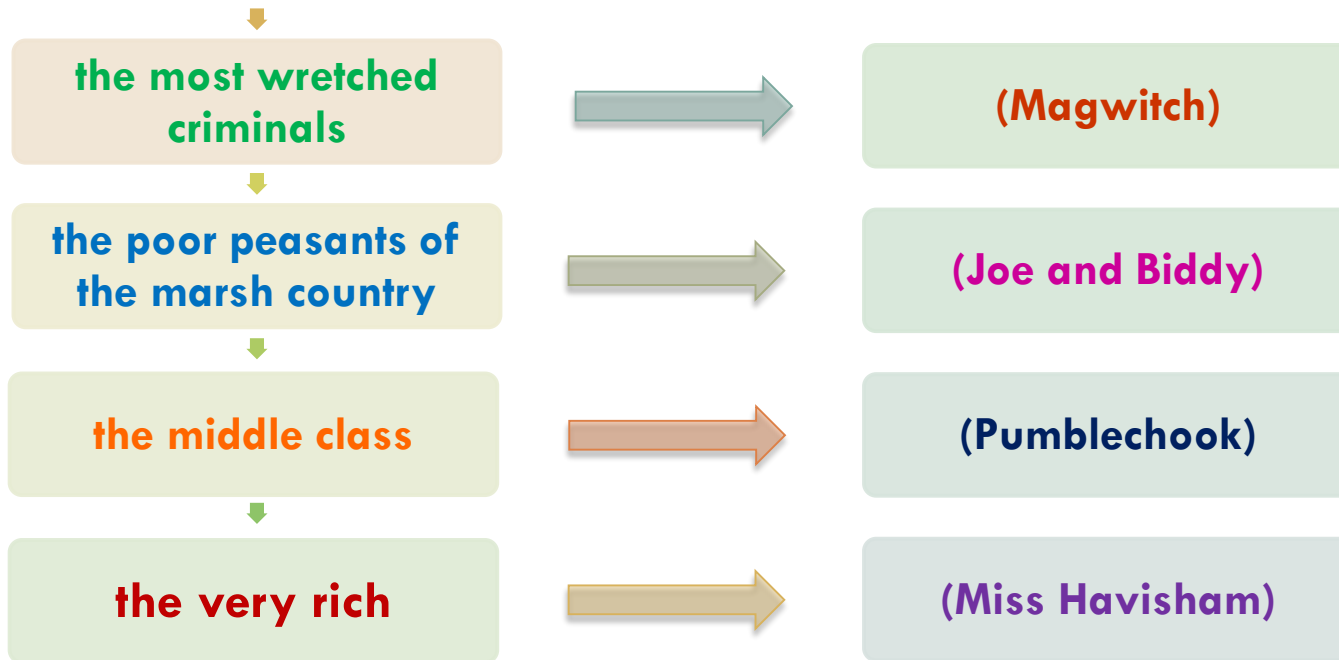 the most wretched
criminals
(Magwitch)
the poor peasants of
the marsh country
(Joe and Biddy)
the middle class
(Pumblechook)
the very rich
(Miss Havisham)